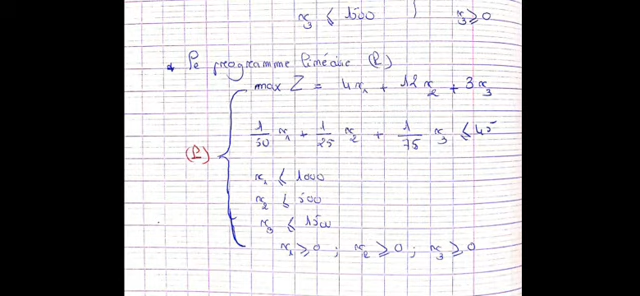 x₃ ≤ 1500 x₃ ≥ 0
Le programme linéaire (P)
max Z = 4x₁ + 12x₂ + 3x₃
1/50 x₁ + 1/25 x₂ + 1/75 x₃ ≤ 45
(P)
x₁ ≤ 1000
x₂ ≤ 500
x₃ ≤ 1500
x₁ ≥ 0 ; x₂ ≥ 0 ; x₃ ≥ 0